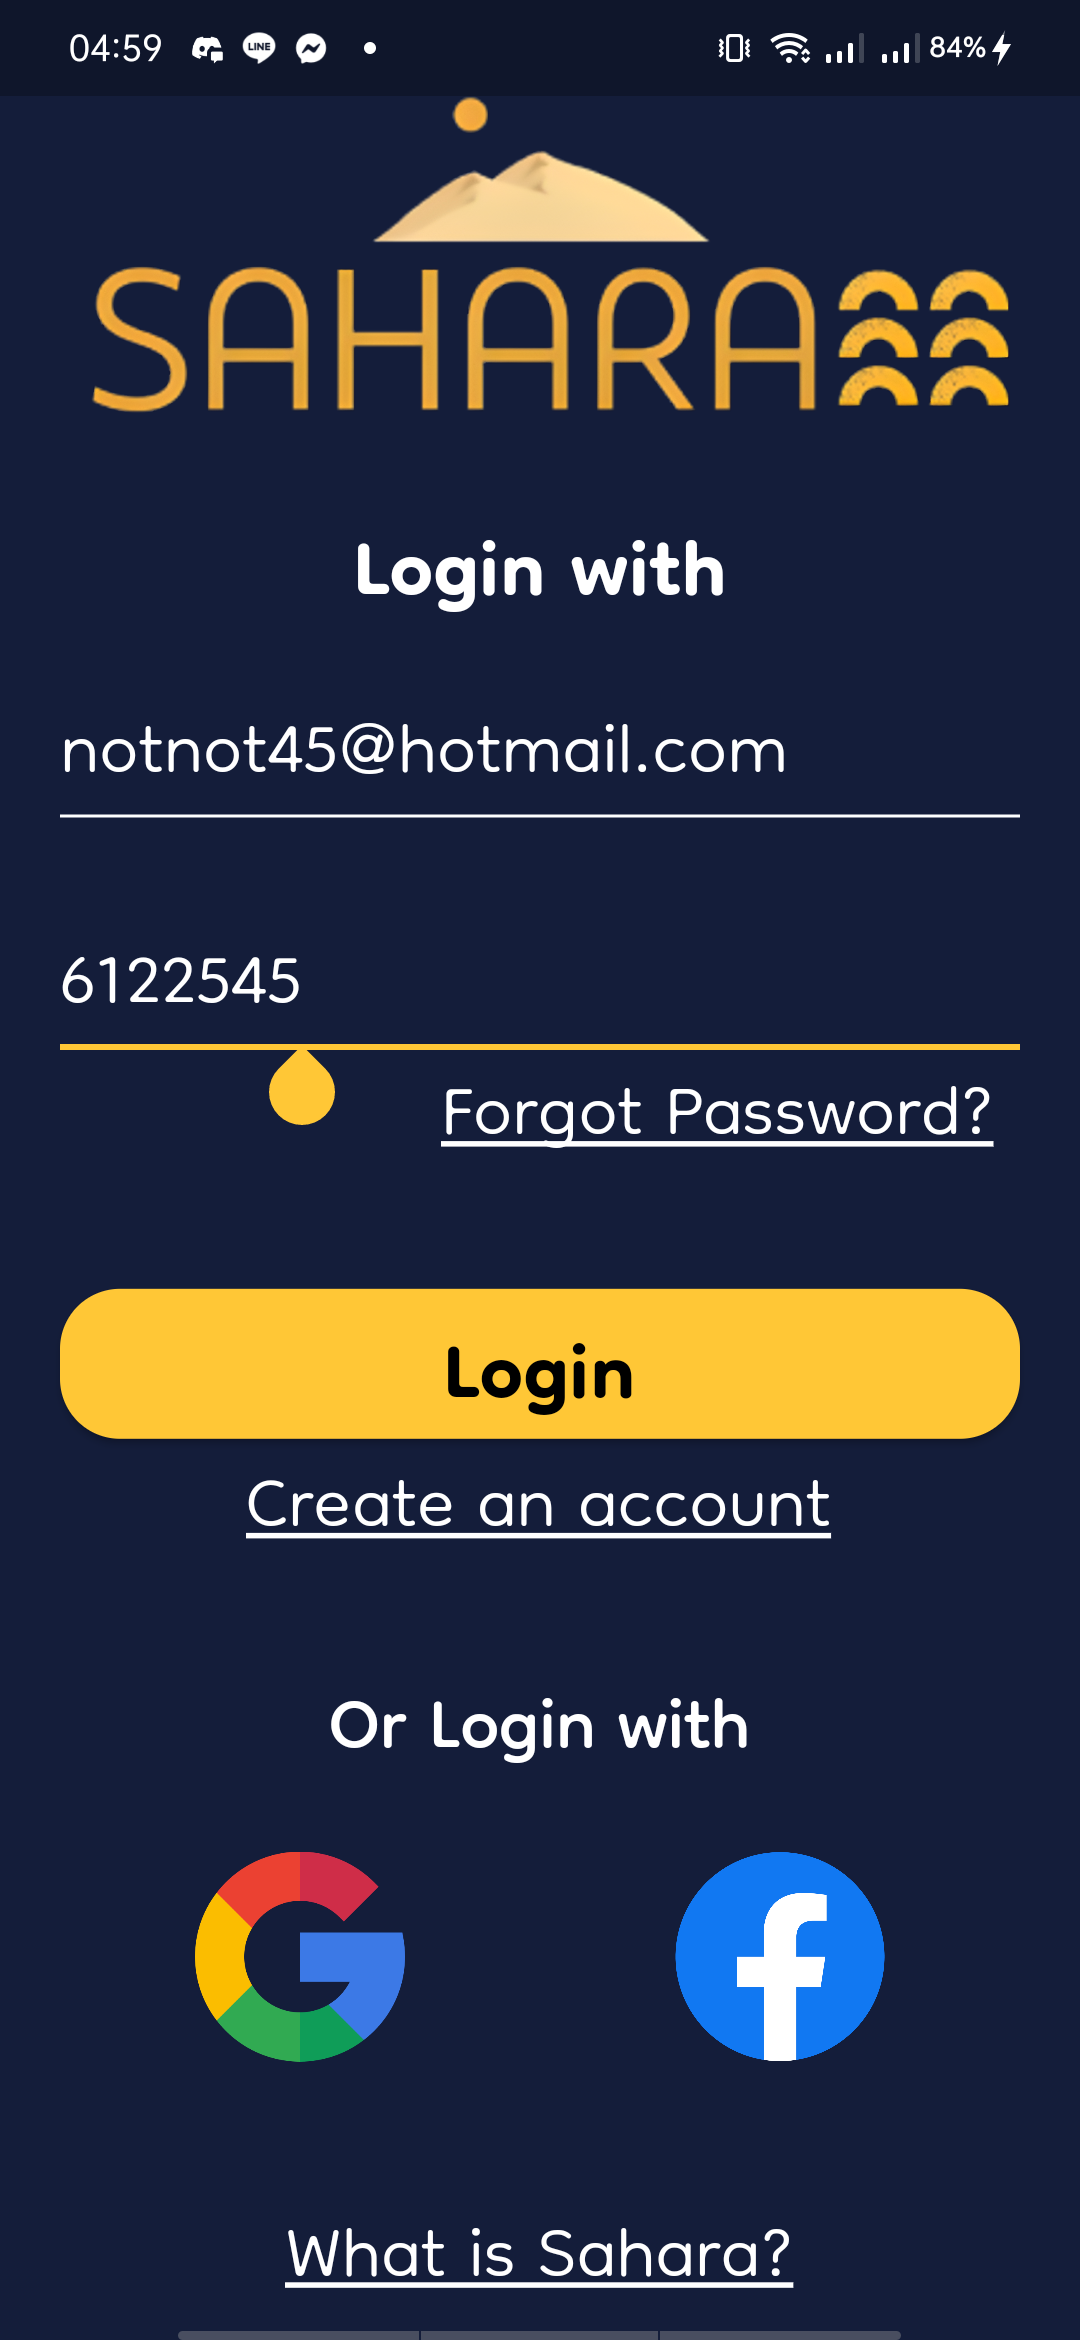 04:59 LINE 84%
SAHARA
Login with
notnot45@hotmail.com
6122545
Forgot Password?
Login
Create an account
Or Login with
What is Sahara?